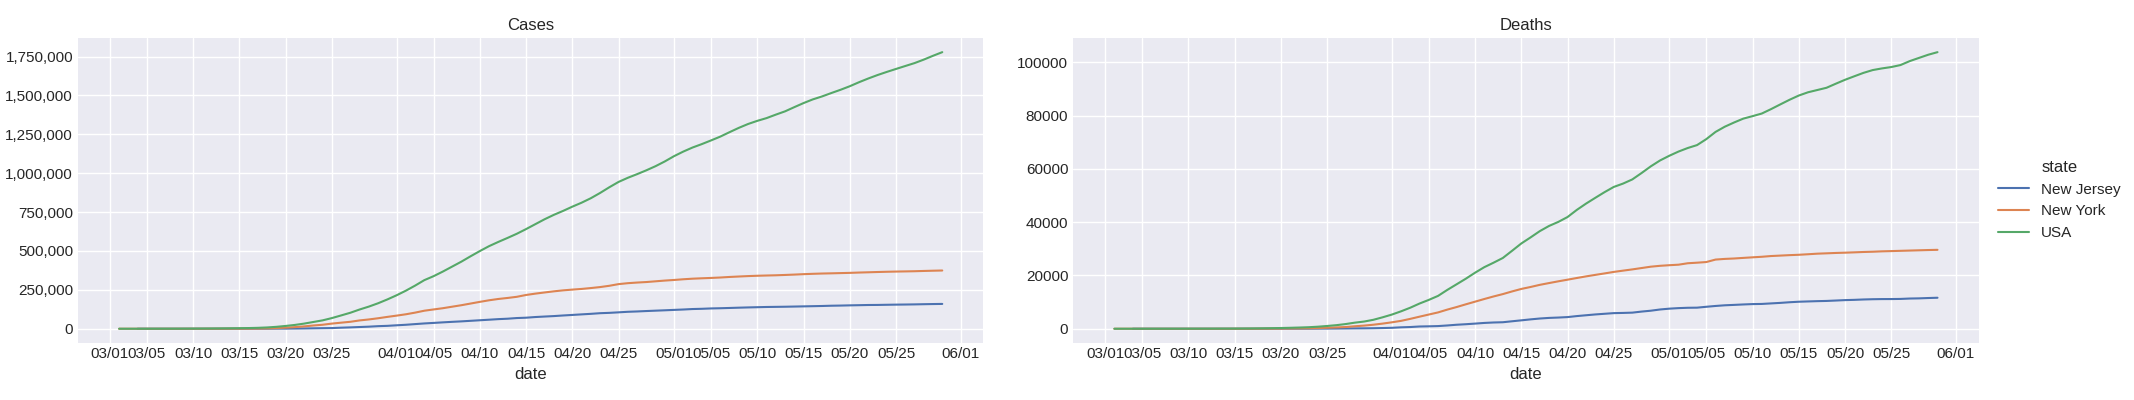 Cases
1,750,000
1,500,000
1,250,000
1,000,000
750,000
500,000
250,000
0
03/01 03/05 03/10 03/15 03/20 03/25 04/01 04/05 04/10 04/15 04/20 04/25 05/01 05/05 05/10 05/15 05/20 05/25 06/01
date
Deaths
100000
80000
60000
40000
20000
0
03/01 03/05 03/10 03/15 03/20 03/25 04/01 04/05 04/10 04/15 04/20 04/25 05/01 05/05 05/10 05/15 05/20 05/25 06/01
date
state
New Jersey
New York
USA